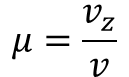 μ = v_z / v